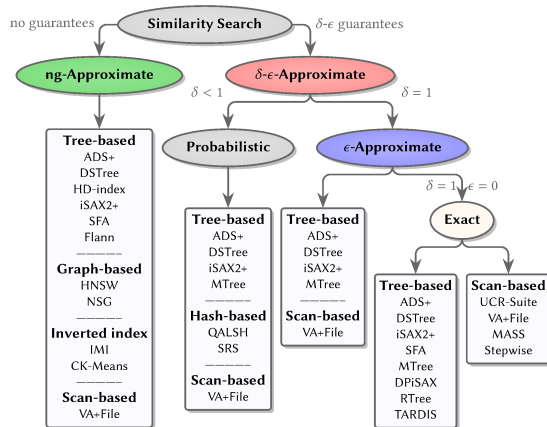 Similarity Search
no guarantees
δ-ϵ guarantees
ng-Approximate
δ-ϵ-Approximate
δ < 1
δ = 1
Probabilistic
ϵ-Approximate
δ = 1
ϵ = 0
Exact
Tree-based
ADS+
DSTree
HD-index
iSAX2+
SFA
Flann
—————–
Graph-based
HNSW
NSG
—————–
Inverted index
IMI
CK-Means
—————–
Scan-based
VA+File
Tree-based
ADS+
DSTree
iSAX2+
MTree
—————–
Hash-based
QALSH
SRS
—————–
Scan-based
VA+File
Tree-based
ADS+
DSTree
iSAX2+
MTree
—————–
Scan-based
VA+File
Tree-based
ADS+
DSTree
iSAX2+
SFA
MTree
DPiSAX
RTree
TARDIS
Scan-based
UCR-Suite
VA+File
MASS
Stepwise